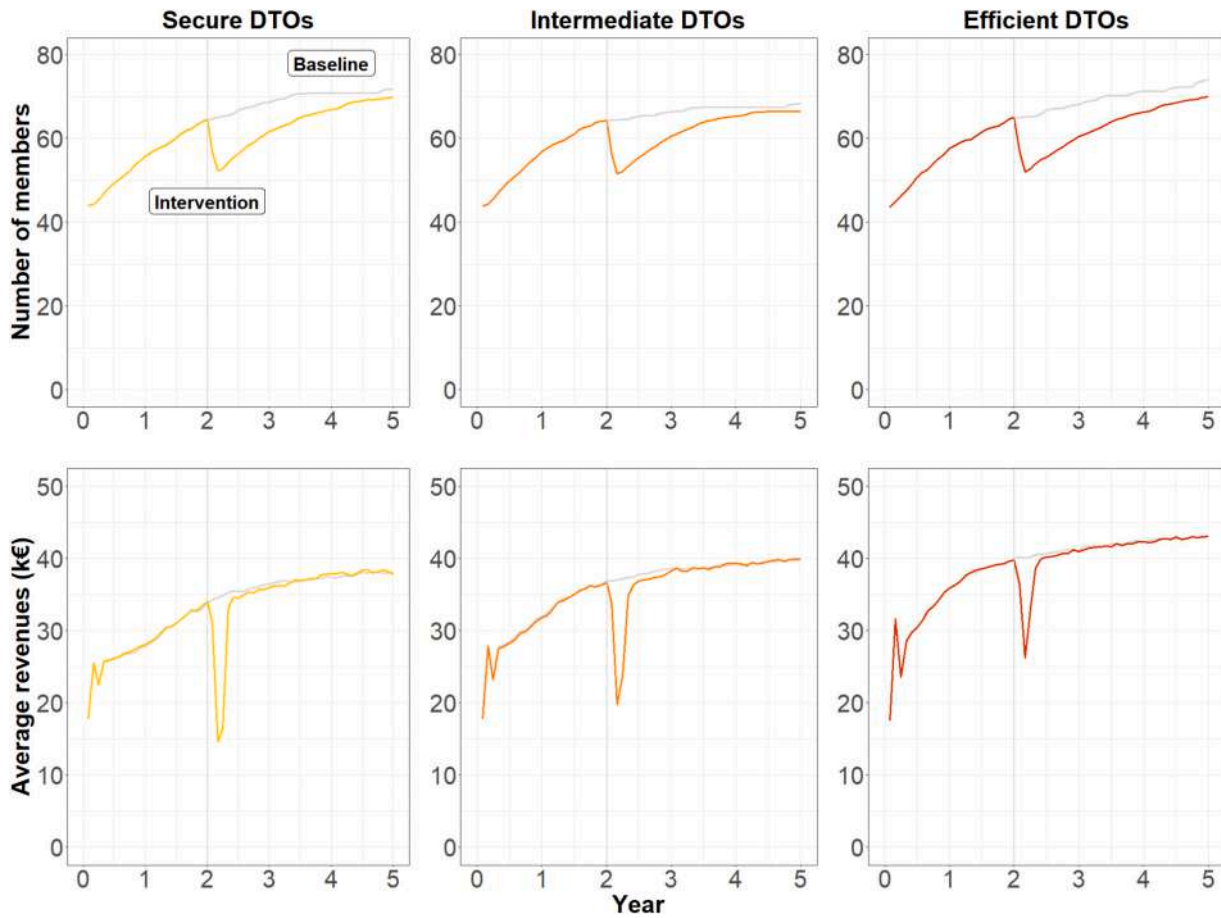 Secure DTOs
Intermediate DTOs
Efficient DTOs
Number of members
80
60
40
20
0
Baseline
Intervention
0 1 2 3 4 5
80
60
40
20
0
0 1 2 3 4 5
80
60
40
20
0
0 1 2 3 4 5
Average revenues (k€)
50
40
30
20
10
0
0 1 2 3 4 5
50
40
30
20
10
0
0 1 2 3 4 5
50
40
30
20
10
0
0 1 2 3 4 5
Year